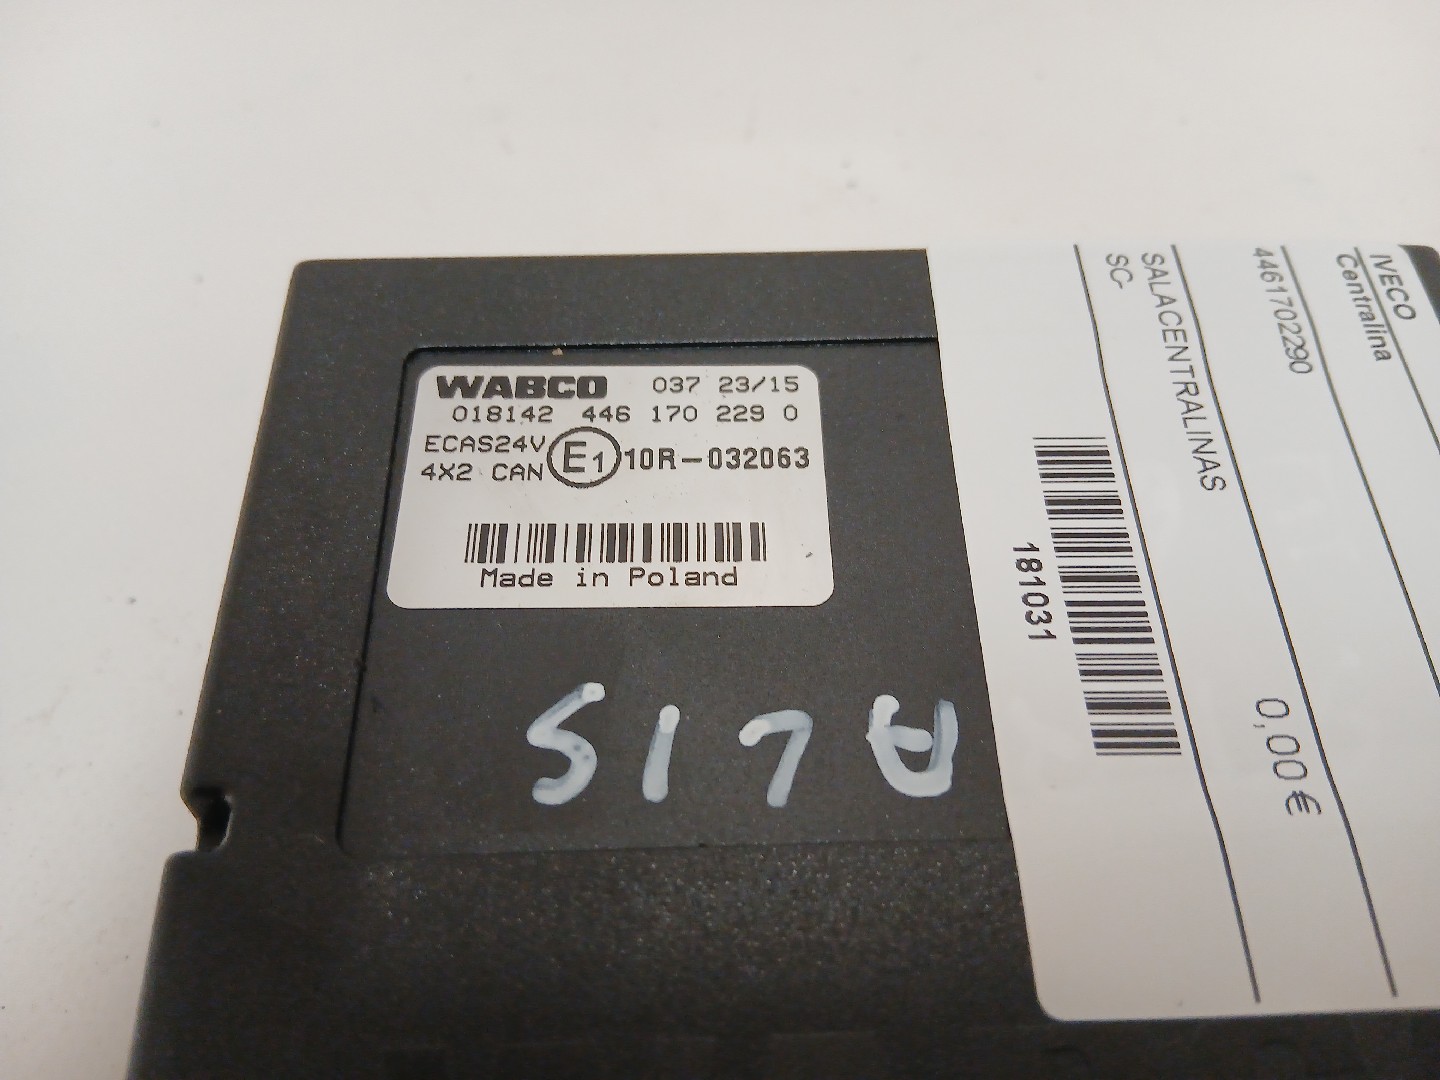 WABCO 037 23/15
018142 446 170 229 0
ECAS24V
4X2 CAN
E1 10R-032063
Made in Poland
IVECO
Centralina
4461702290
0,00€
SALACENTRALINAS
SC-
181031